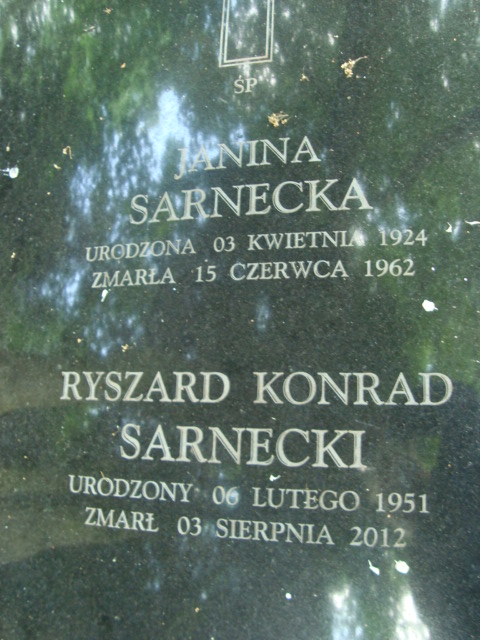 ŚP
JANINA
SARNECKA
URODZONA 03 KWIETNIA 1924
ZMARŁA 15 CZERWCA 1962
RYSZARD KONRAD
SARNECKI
URODZONY 06 LUTEGO 1951
ZMARŁ 03 SIERPNIA 2012